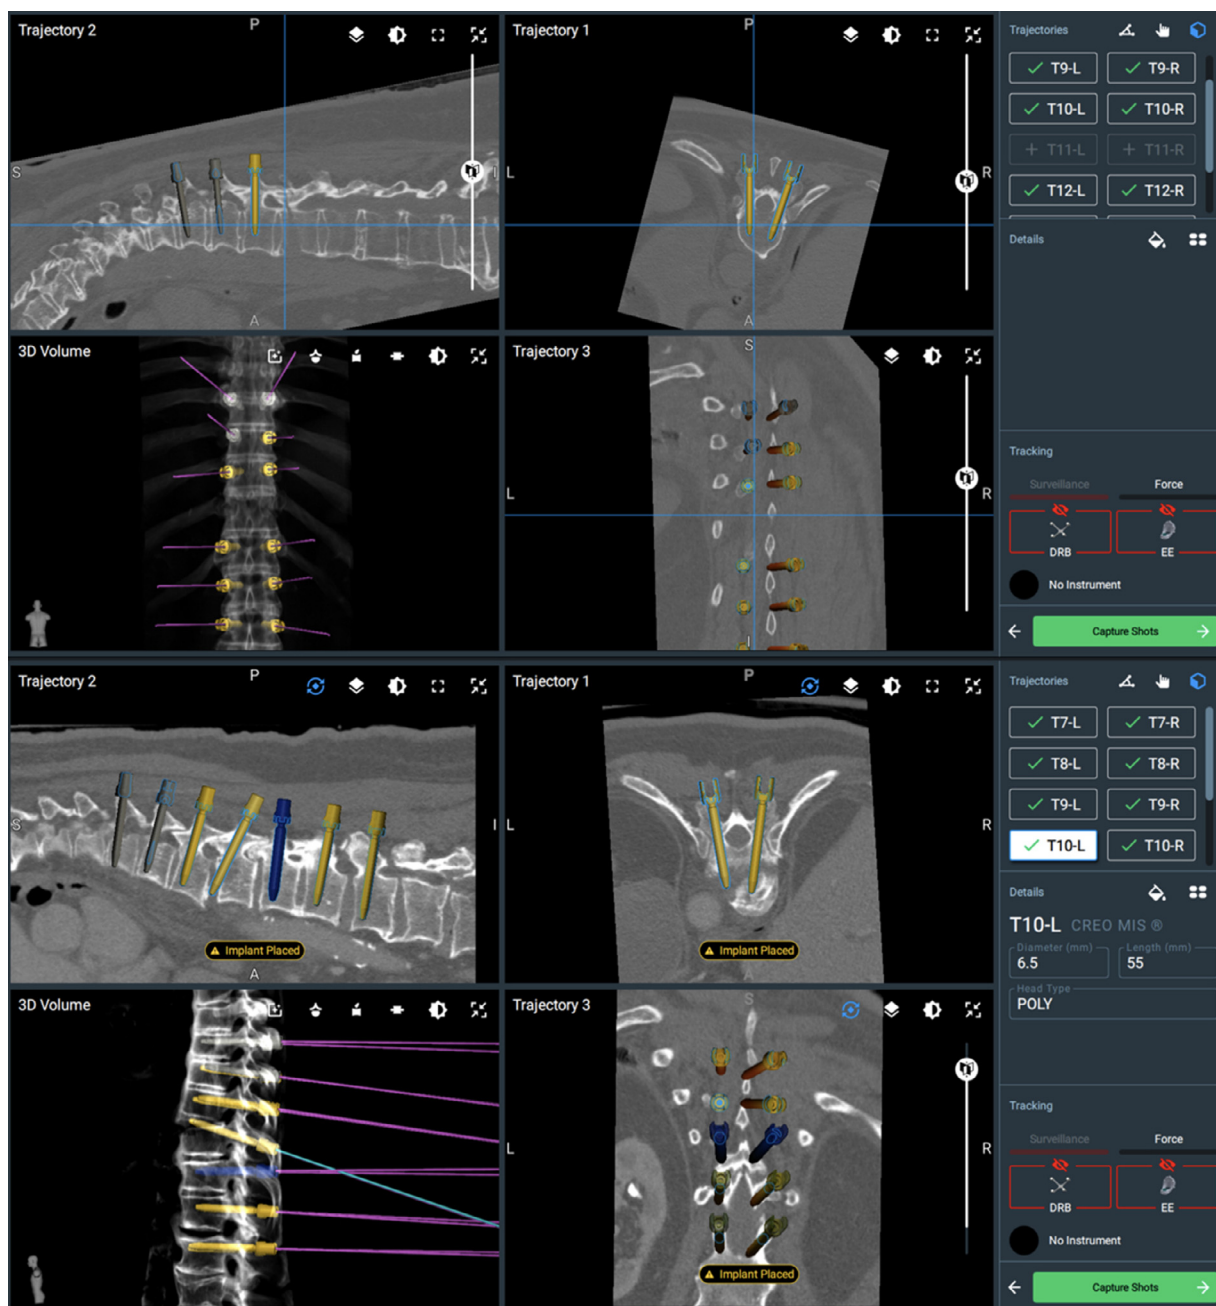 Trajectory 2
P
S
I
A
Trajectory 1
P
L
R
A
3D Volume
Trajectory 3
S
L
R
I
Trajectories
T9-L
T9-R
T10-L
T10-R
T11-L
T11-R
T12-L
T12-R
Details
Tracking
Surveillance
Force
DRB
EE
No Instrument
Capture Shots
Trajectory 2
P
S
I
Implant Placed
A
Trajectory 1
P
L
R
Implant Placed
3D Volume
Trajectory 3
S
L
R
Implant Placed
Trajectories
T7-L
T7-R
T8-L
T8-R
T9-L
T9-R
T10-L
T10-R
Details
T10-L CREO MIS ®
Diameter (mm)
6.5
Length (mm)
55
Head Type
POLY
Tracking
Surveillance
Force
DRB
EE
No Instrument
Capture Shots